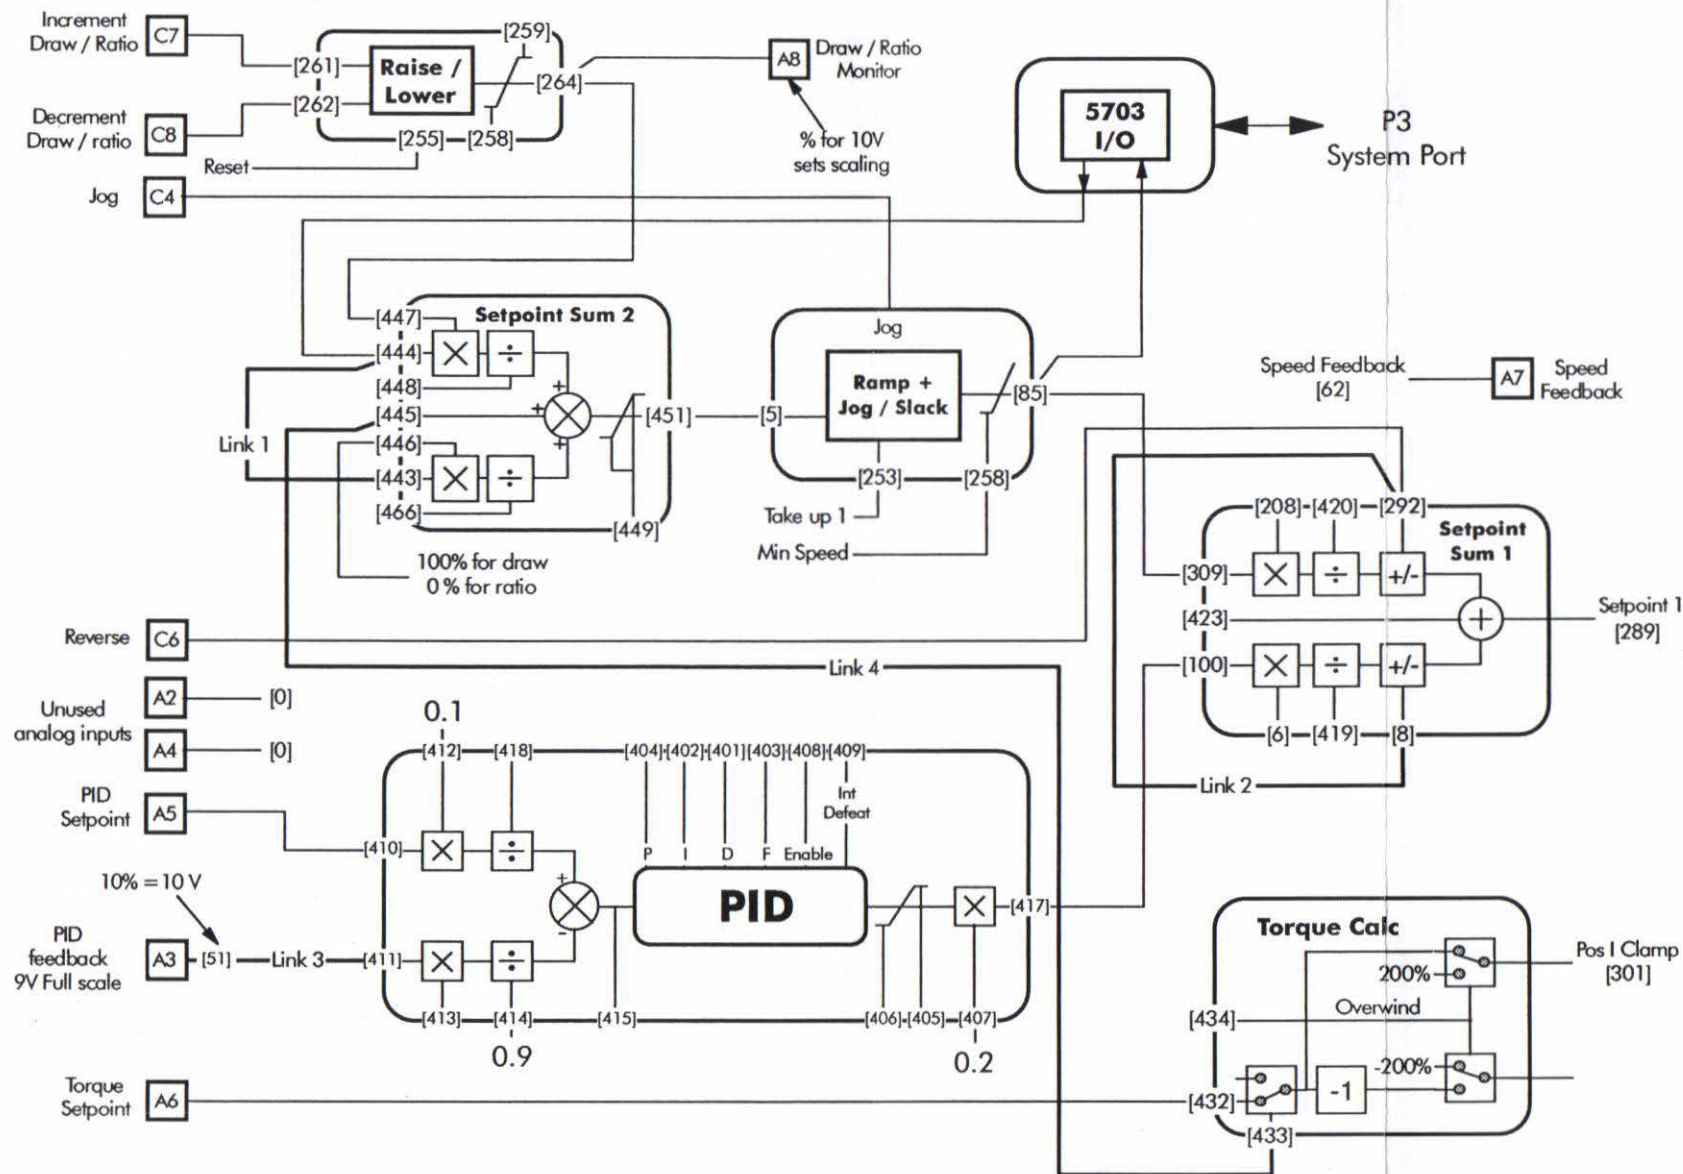 Increment
Draw / Ratio
C7
[261]
[262]
Raise /
Lower
[259]
[264]
[255]
[258]
Decrement
Draw / ratio
C8
Reset
Jog
C4
A8
Draw / Ratio
Monitor
% for 10V
sets scaling
5703
I/O
P3
System Port
Setpoint Sum 2
[447]
[444]
[448]
[445]
[446]
[443]
[466]
×
÷
×
÷
+
+
+
[451]
[449]
Link 1
100% for draw
0 % for ratio
Jog
Ramp +
Jog / Slack
[5]
[85]
[253]
[258]
Take up 1
Min Speed
Speed Feedback
[62]
A7
Speed
Feedback
[208]
[420]
[292]
Setpoint
Sum 1
[309]
×
÷
+/-
[423]
+
[100]
×
÷
+/-
[6]
[419]
[8]
Setpoint 1
[289]
Link 2
Reverse
C6
Link 4
Unused
analog inputs
A2
[0]
A4
[0]
PID
Setpoint
A5
10% = 10 V
PID
feedback
9V Full scale
A3
[51]
Link 3
0.1
[412]
[418]
[404]
[402]
[401]
[403]
[408]
[409]
Int
Defeat
P
I
D
F
Enable
[410]
×
÷
+
-
PID
×
[417]
[411]
×
÷
[413]
[414]
[415]
[406]
[405]
[407]
0.9
0.2
Torque
Setpoint
A6
Torque Calc
200%
Overwind
[434]
-200%
[432]
-1
[433]
Pos I Clamp
[301]